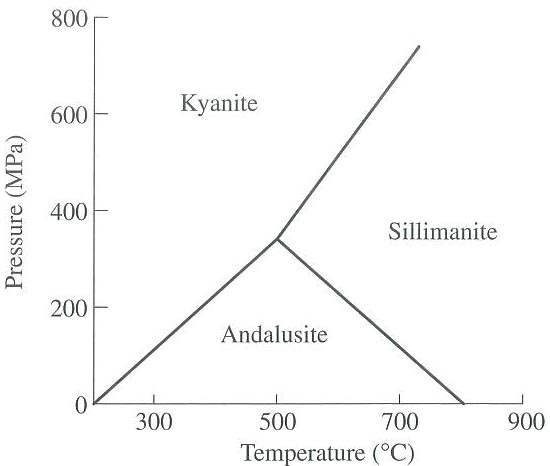 800
600
400
200
0
Pressure (MPa)
Kyanite
Sillimanite
Andalusite
300 500 700 900
Temperature (°C)